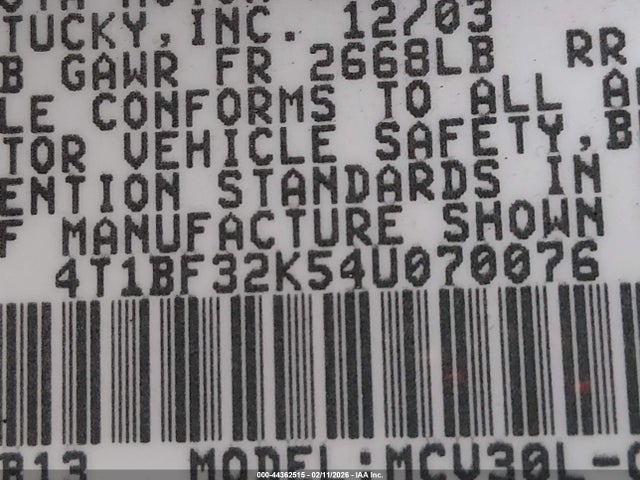 TUCKY, INC. 12/03
B GAWR FR 2668LB RR
LE CONFORMS TO ALL A
TOR VEHICLE SAFETY, B
ENTION STANDARDS IN
F MANUFACTURE SHOWN
4T1BF32K54U070076
B13 MODEL:MCV30L-
000-44362515 - 02/11/2026 - IAA Inc.